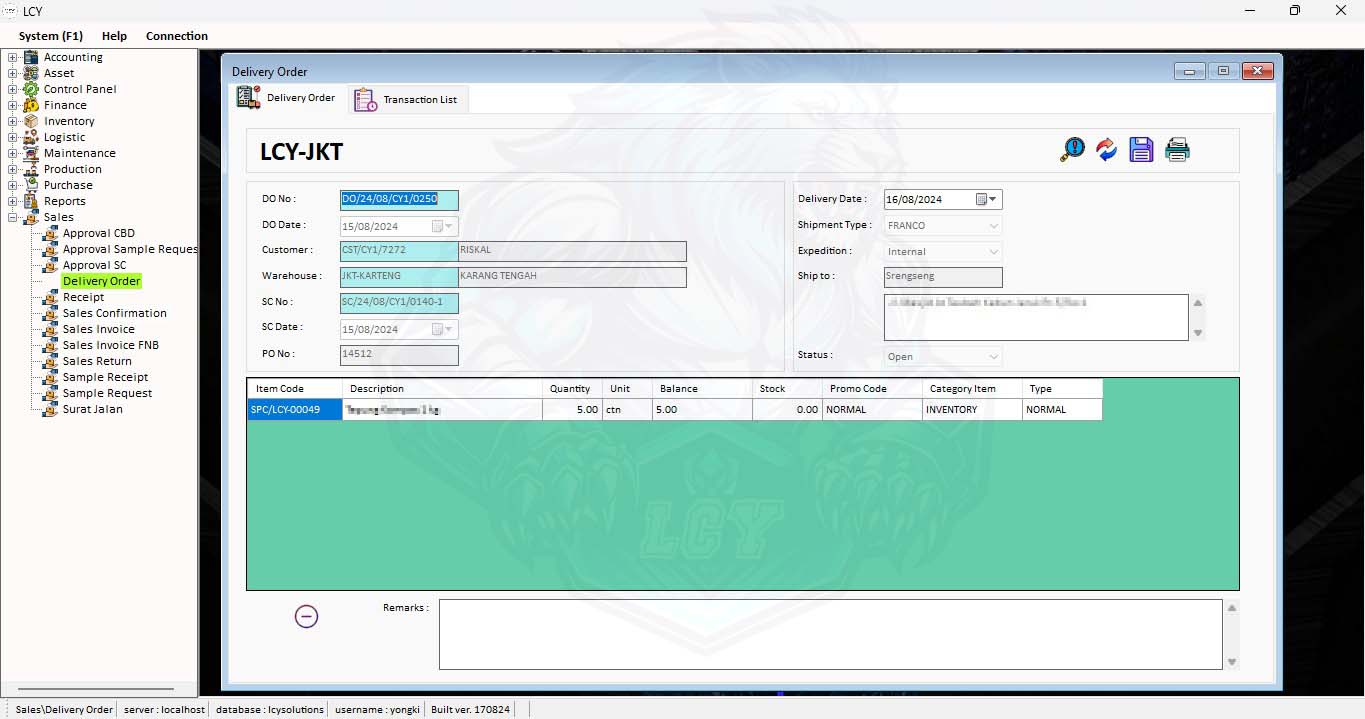 LCY
System (F1) Help Connection
Accounting
Asset
Control Panel
Finance
Inventory
Logistic
Maintenance
Production
Purchase
Reports
Sales
Approval CBD
Approval Sample Reques
Approval SC
Delivery Order
Receipt
Sales Confirmation
Sales Invoice
Sales Invoice FNB
Sales Return
Sample Receipt
Sample Request
Surat Jalan
Delivery Order
Delivery Order Transaction List
LCY-JKT
DO No : DO/24/08/CY1/0250
DO Date : 15/08/2024
Customer : CST/CY1/7272 RISKAL
Warehouse : JKT-KARTENG KARANG TENGAH
SC No : SC/24/08/CY1/0140-1
SC Date : 15/08/2024
PO No : 14512
Delivery Date : 16/08/2024
Shipment Type : FRANCO
Expedition : Internal
Ship to : Srengseng
Status : Open
Item Code Description Quantity Unit Balance Stock Promo Code Category Item Type
SPC/LCY-00049 5.00 ctn 5.00 0.00 NORMAL INVENTORY NORMAL
LCY
Remarks :
Sales\Delivery Order server : localhost database : lcysolutions username : yongki Built ver. 170824